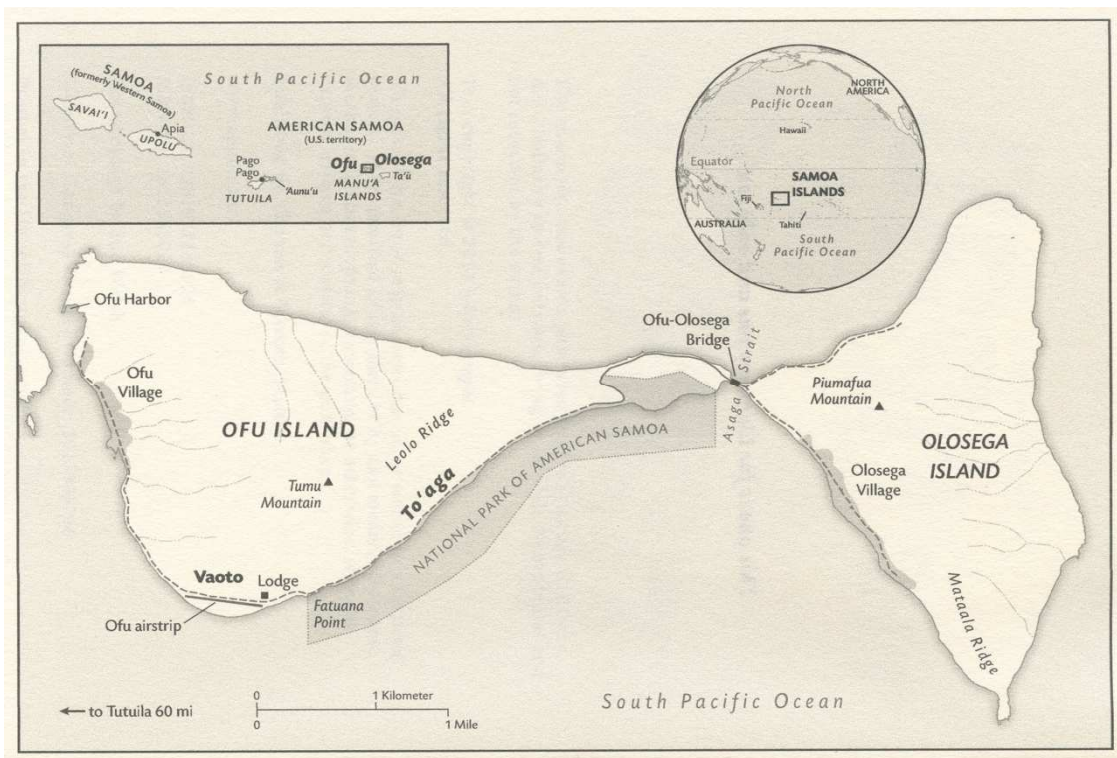 SAMOA
(formerly Western Samoa)
SAVAI'I
Apia
UPOLU
South Pacific Ocean
AMERICAN SAMOA
(U.S. territory)
Pago
Pago
TUTUILA
'Aunu'u
Ofu
Olosega
MANU'A
ISLANDS
Ta'ū
North
Pacific Ocean
NORTH
AMERICA
Hawaii
Equator
SAMOA
ISLANDS
Fiji
Tahiti
AUSTRALIA
South
Pacific Ocean
Ofu Harbor
Ofu
Village
OFU ISLAND
Leolo Ridge
Tumu
Mountain
To'aga
NATIONAL PARK OF AMERICAN SAMOA
Vaoto
Lodge
Ofu airstrip
Fatuana
Point
Ofu-Olosega
Bridge
Asaga Strait
Piumafua
Mountain
OLOSEGA
ISLAND
Olosega
Village
Mataala Ridge
to Tutuila 60 mi
0
1 Kilometer
0
1 Mile
South Pacific Ocean